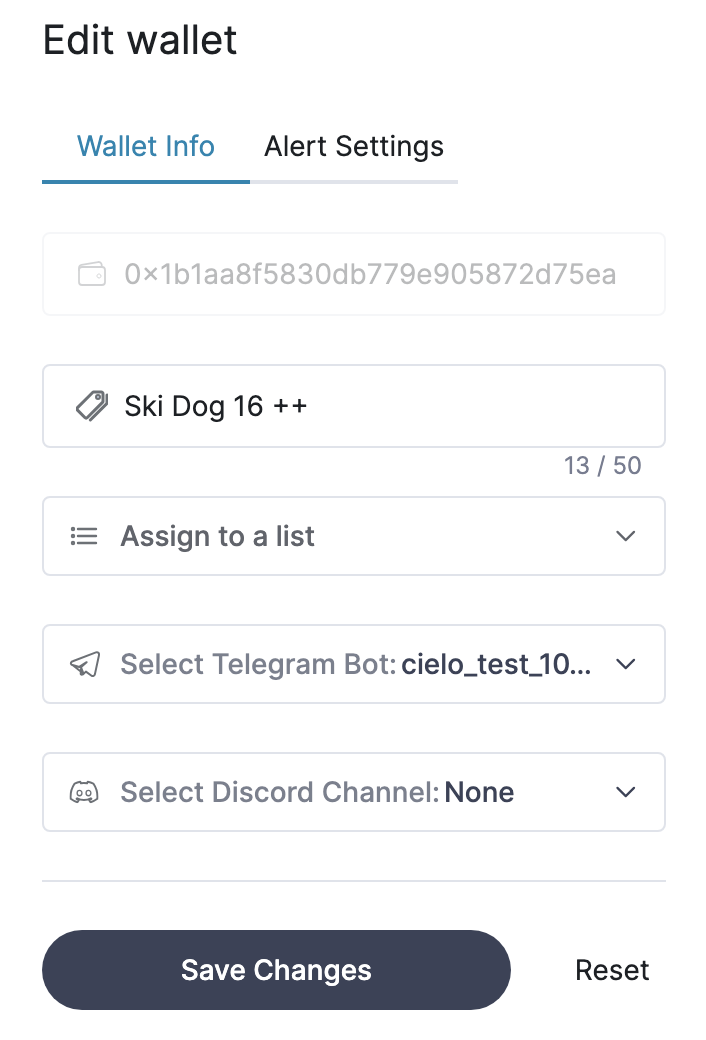 Edit wallet
Wallet Info Alert Settings
0x1b1aa8f5830db779e905872d75ea
Ski Dog 16 ++
13 / 50
Assign to a list
Select Telegram Bot: cielo_test_10...
Select Discord Channel: None
Save Changes Reset